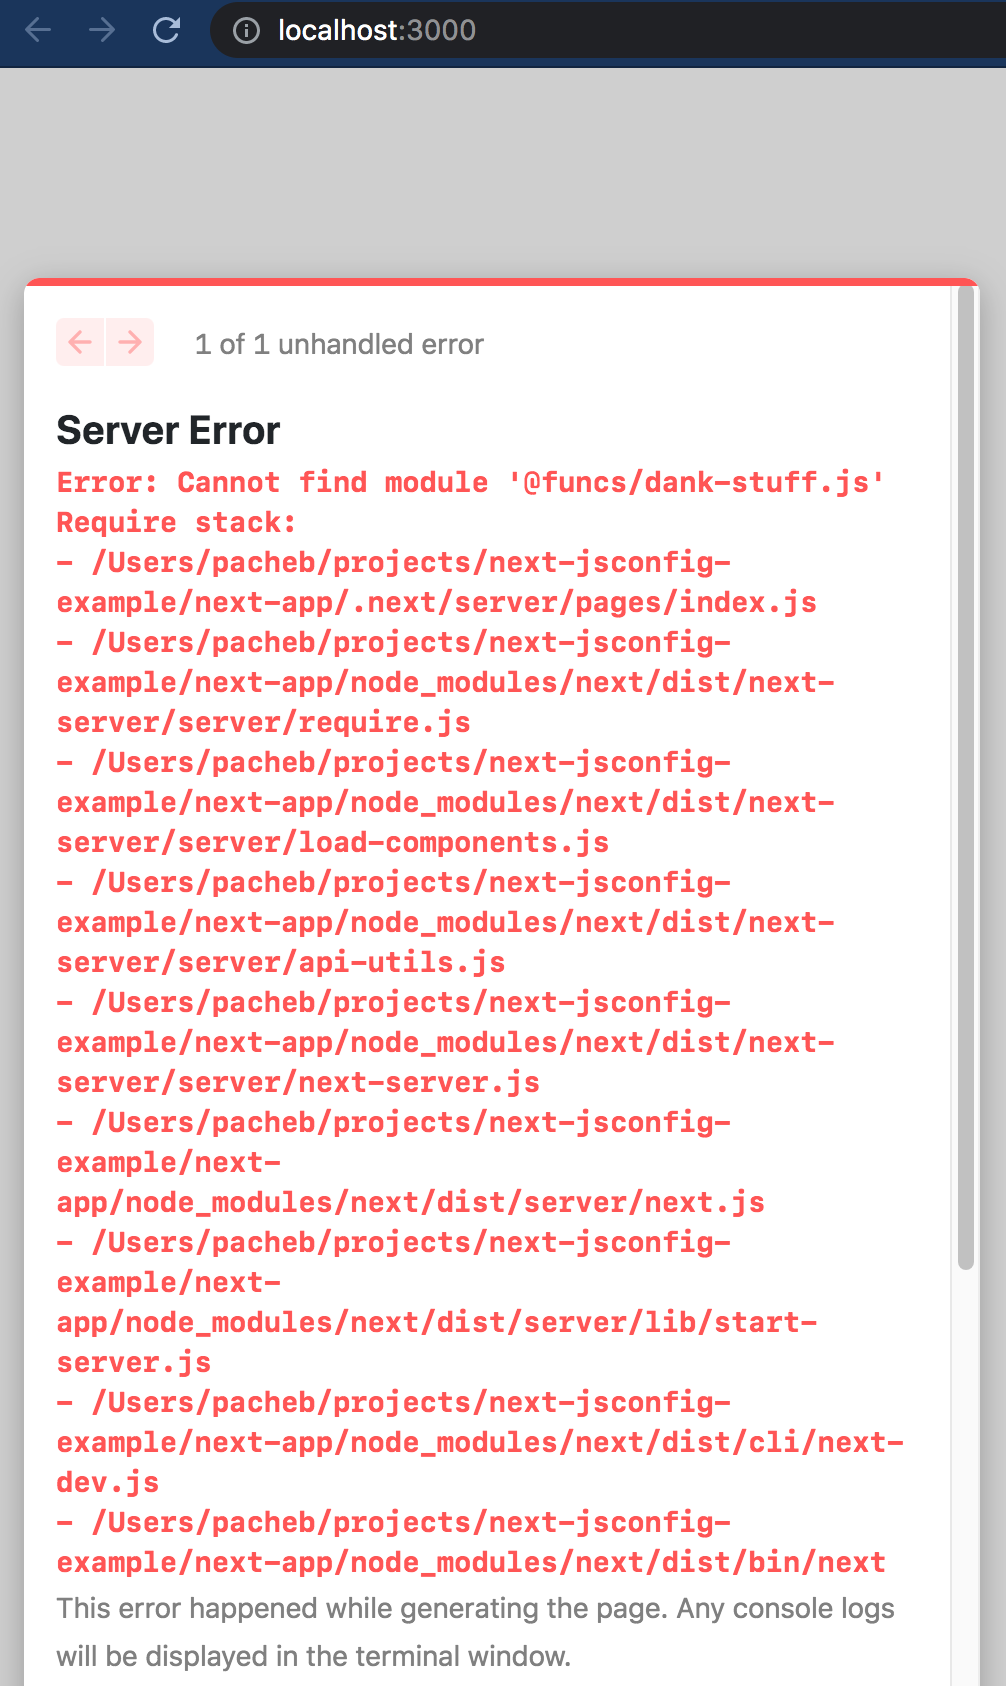 localhost:3000
1 of 1 unhandled error
Server Error
Error: Cannot find module '@funcs/dank-stuff.js'
Require stack:
- /Users/pacheb/projects/next-jsconfig-
example/next-app/.next/server/pages/index.js
- /Users/pacheb/projects/next-jsconfig-
example/next-app/node_modules/next/dist/next-
server/server/require.js
- /Users/pacheb/projects/next-jsconfig-
example/next-app/node_modules/next/dist/next-
server/server/load-components.js
- /Users/pacheb/projects/next-jsconfig-
example/next-app/node_modules/next/dist/next-
server/server/api-utils.js
- /Users/pacheb/projects/next-jsconfig-
example/next-app/node_modules/next/dist/next-
server/server/next-server.js
- /Users/pacheb/projects/next-jsconfig-
example/next-
app/node_modules/next/dist/server/next.js
- /Users/pacheb/projects/next-jsconfig-
example/next-
app/node_modules/next/dist/server/lib/start-
server.js
- /Users/pacheb/projects/next-jsconfig-
example/next-app/node_modules/next/dist/cli/next-
dev.js
- /Users/pacheb/projects/next-jsconfig-
example/next-app/node_modules/next/dist/bin/next
This error happened while generating the page. Any console logs
will be displayed in the terminal window.